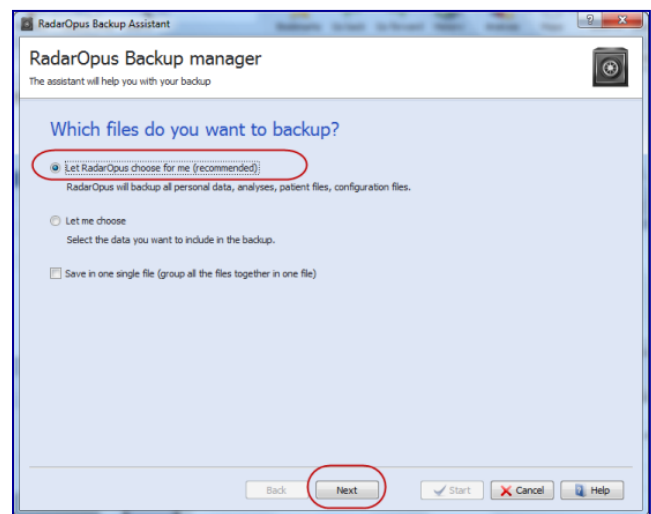 RadarOpus Backup Assistant
RadarOpus Backup manager
The assistant will help you with your backup
Which files do you want to backup?
Let RadarOpus choose for me (recommended)
RadarOpus will backup all personal data, analyses, patient files, configuration files.
Let me choose
Select the data you want to include in the backup.
Save in one single file (group all the files together in one file)
Back Next Start Cancel Help